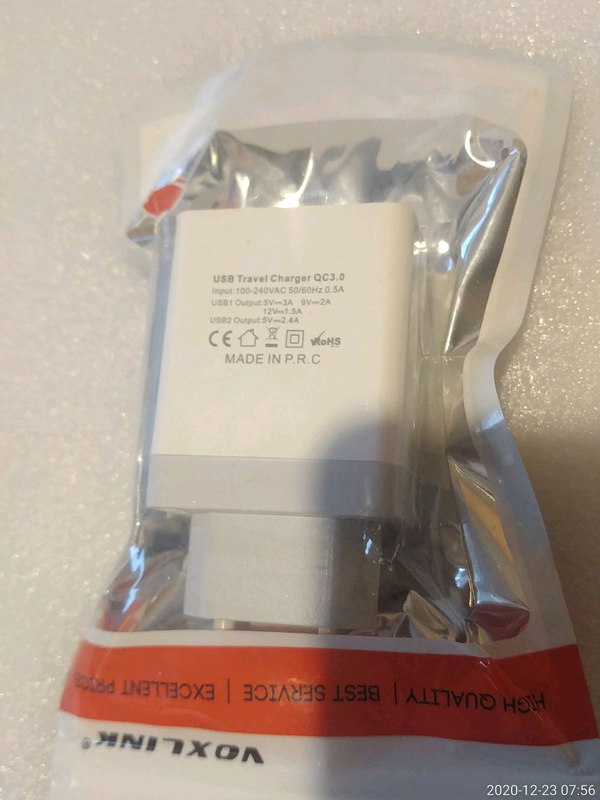 USB Travel Charger QC3.0
Input:100-240VAC 50/60Hz 0.5A
USB1 Output:5V⎓3A 9V⎓2A
12V⎓1.5A
USB2 Output:5V⎓2.4A
CE RoHS
MADE IN P.R.C
HIGH QUALITY | BEST SERVICE | EXCELLENT
VOXLINK®
2020-12-23 07:56